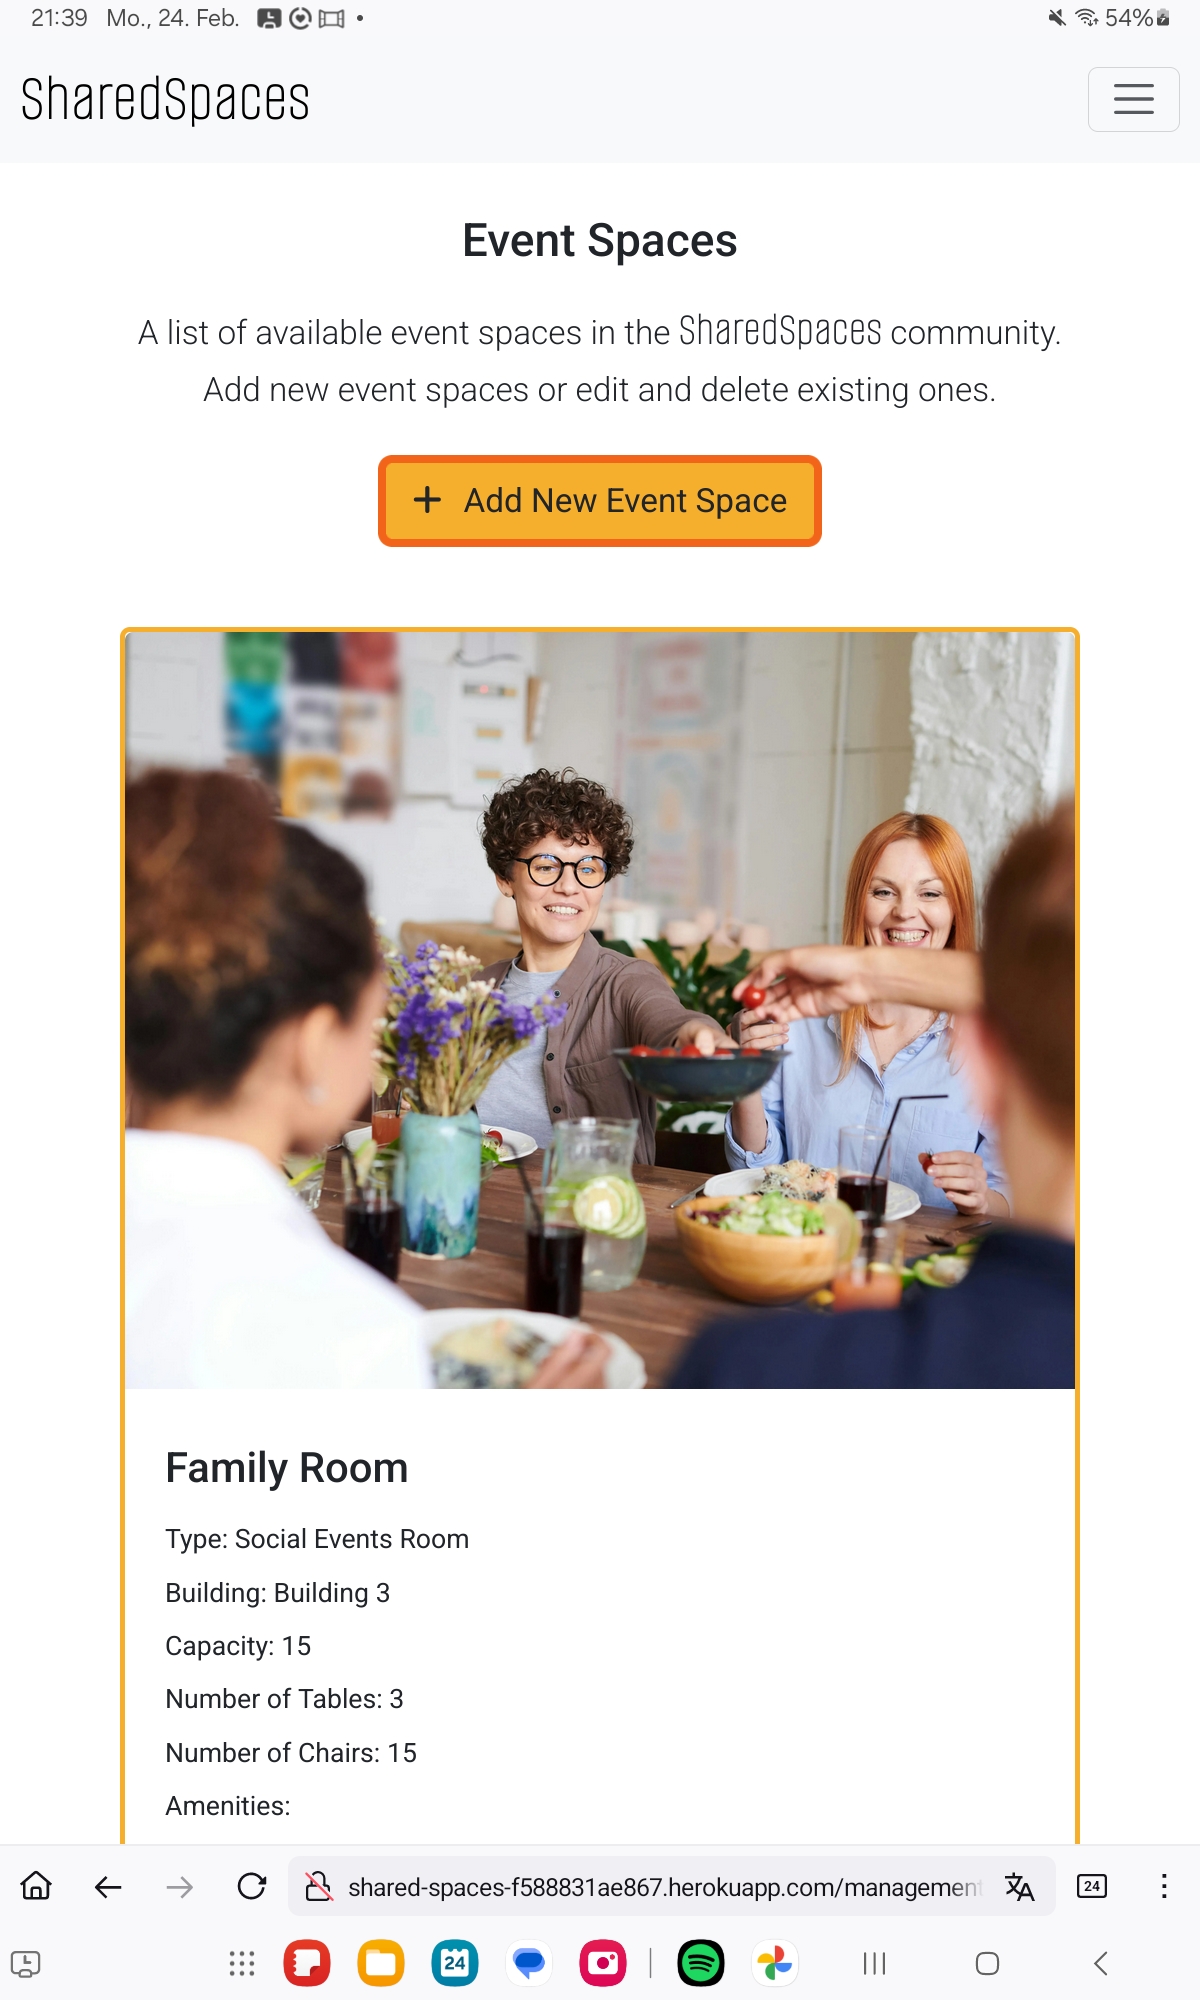 21:39 Mo., 24. Feb.
54%
SharedSpaces
Event Spaces
A list of available event spaces in the SharedSpaces community.
Add new event spaces or edit and delete existing ones.
+ Add New Event Space
Family Room
Type: Social Events Room
Building: Building 3
Capacity: 15
Number of Tables: 3
Number of Chairs: 15
Amenities:
shared-spaces-f588831ae867.herokuapp.com/management
24
24